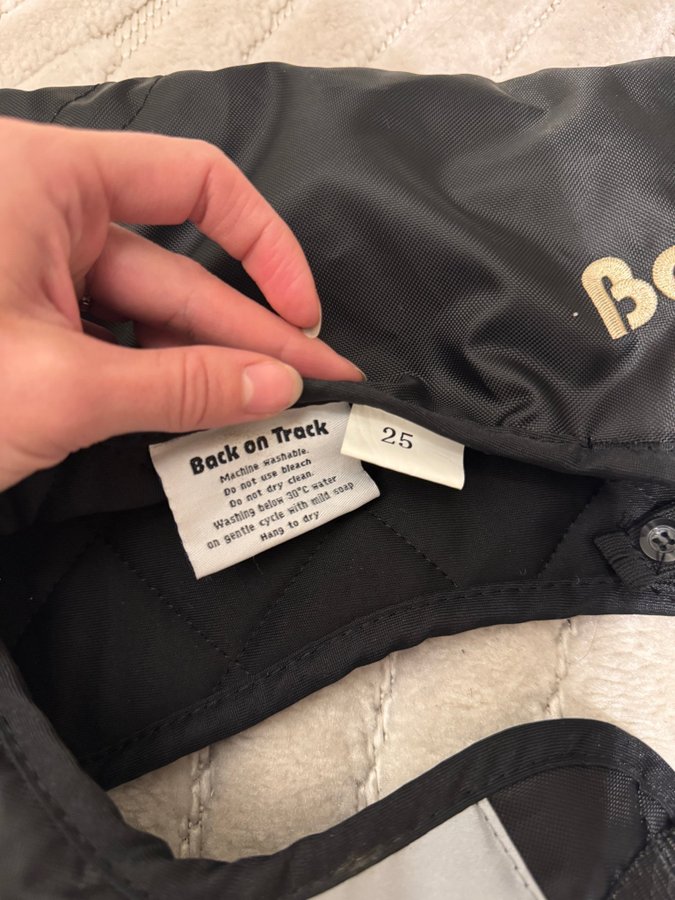 Bac
Back on Track
25
Machine washable.
Do not use bleach
Do not dry clean.
Washing below 30°C water
on gentle cycle with mild soap
Hang to dry